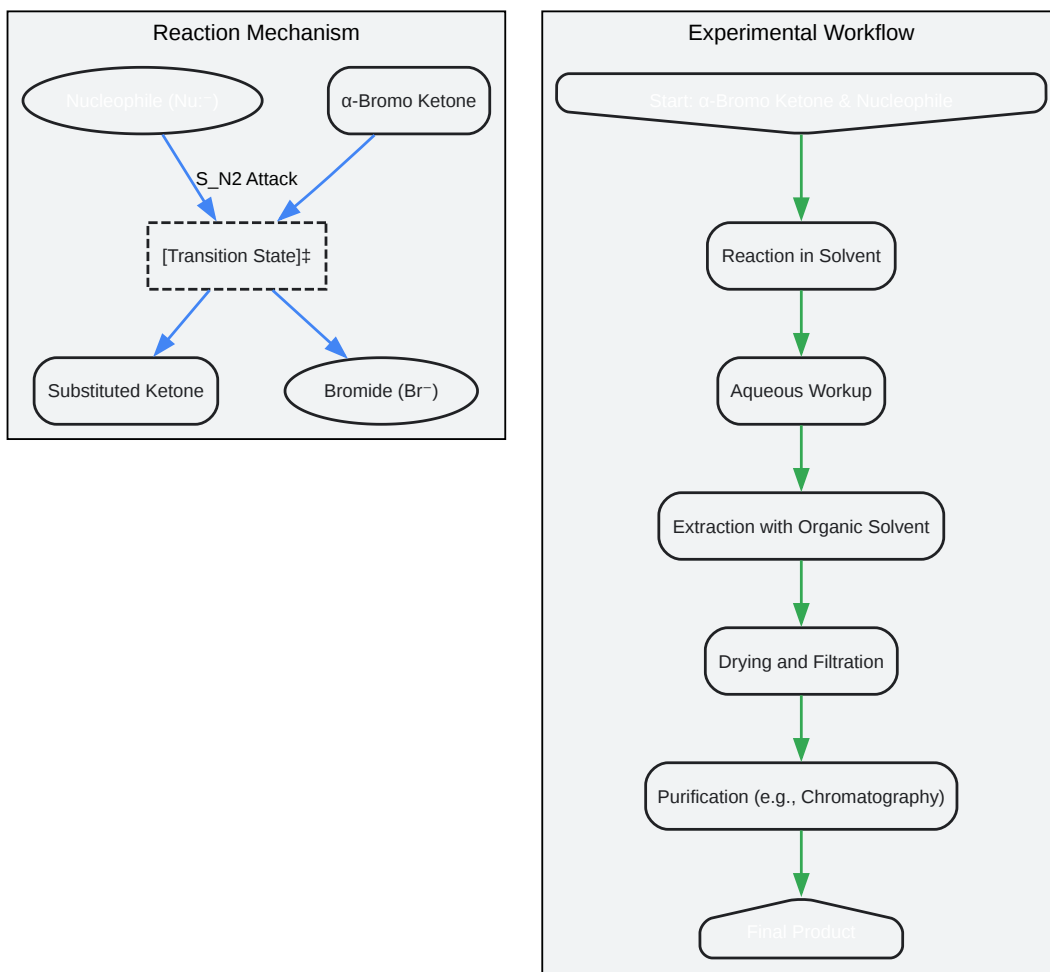 Reaction Mechanism
Nucleophile (Nu:⁻)
α-Bromo Ketone
S_N2 Attack
[Transition State]‡
Substituted Ketone
Bromide (Br⁻)
Experimental Workflow
Start: α-Bromo Ketone & Nucleophile
Reaction in Solvent
Aqueous Workup
Extraction with Organic Solvent
Drying and Filtration
Purification (e.g., Chromatography)
Final Product